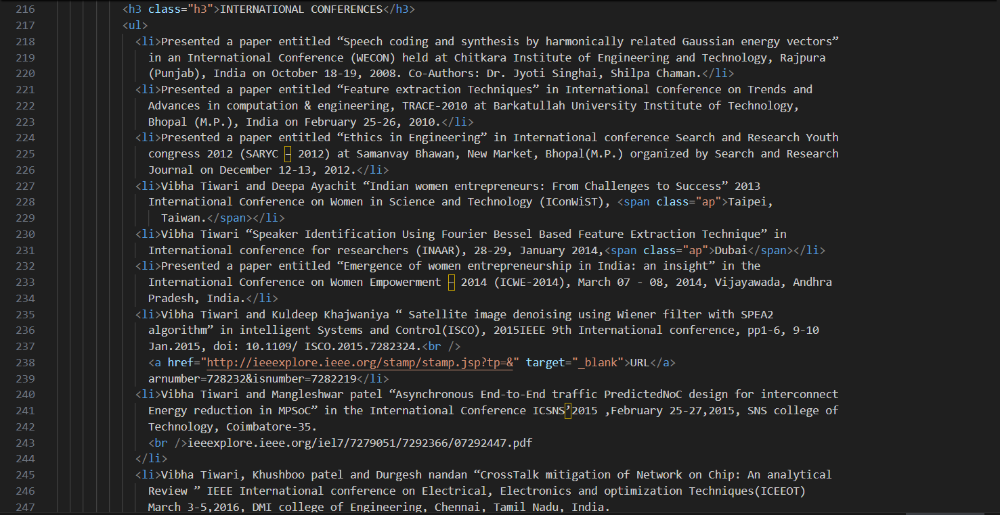 216 <h3 class="h3">INTERNATIONAL CONFERENCES</h3>
217 <ul>
218 <li>Presented a paper entitled “Speech coding and synthesis by harmonically related Gaussian energy vectors”
219 in an International Conference (WECON) held at Chitkara Institute of Engineering and Technology, Rajpura
220 (Punjab), India on October 18-19, 2008. Co-Authors: Dr. Jyoti Singhai, Shilpa Chaman.</li>
221 <li>Presented a paper entitled “Feature extraction Techniques” in International Conference on Trends and
222 Advances in computation & engineering, TRACE-2010 at Barkatullah University Institute of Technology,
223 Bhopal (M.P.), India on February 25-26, 2010.</li>
224 <li>Presented a paper entitled “Ethics in Engineering” in International conference Search and Research Youth
225 congress 2012 (SARYC – 2012) at Samanvay Bhawan, New Market, Bhopal(M.P.) organized by Search and Research
226 Journal on December 12-13, 2012.</li>
227 <li>Vibha Tiwari and Deepa Ayachit “Indian women entrepreneurs: From Challenges to Success” 2013
228 International Conference on Women in Science and Technology (IConWiST), <span class="ap">Taipei,
229 Taiwan.</span></li>
230 <li>Vibha Tiwari “Speaker Identification Using Fourier Bessel Based Feature Extraction Technique” in
231 International conference for researchers (INAAR), 28-29, January 2014,<span class="ap">Dubai</span></li>
232 <li>Presented a paper entitled “Emergence of women entrepreneurship in India: an insight” in the
233 International Conference on Women Empowerment – 2014 (ICWE-2014), March 07 - 08, 2014, Vijayawada, Andhra
234 Pradesh, India.</li>
235 <li>Vibha Tiwari and Kuldeep Khajwaniya “ Satellite image denoising using Wiener filter with SPEA2
236 algorithm” in intelligent Systems and Control(ISCO), 2015IEEE 9th International conference, pp1-6, 9-10
237 Jan.2015, doi: 10.1109/ ISCO.2015.7282324.<br />
238 <a href="http://ieeexplore.ieee.org/stamp/stamp.jsp?tp=&" target="_blank">URL</a>
239 arnumber=728232&isnumber=7282219</li>
240 <li>Vibha Tiwari and Mangleshwar patel “Asynchronous End-to-End traffic PredictedNoC design for interconnect
241 Energy reduction in MPSoC” in the International Conference ICSNS’2015 ,February 25-27,2015, SNS college of
242 Technology, Coimbatore-35.
243 <br />ieeexplore.ieee.org/iel7/7279051/7292366/07292447.pdf
244 </li>
245 <li>Vibha Tiwari, Khushboo patel and Durgesh nandan “CrossTalk mitigation of Network on Chip: An analytical
246 Review ” IEEE International conference on Electrical, Electronics and optimization Techniques(ICEEOT)
247 March 3-5,2016, DMI college of Engineering, Chennai, Tamil Nadu, India.